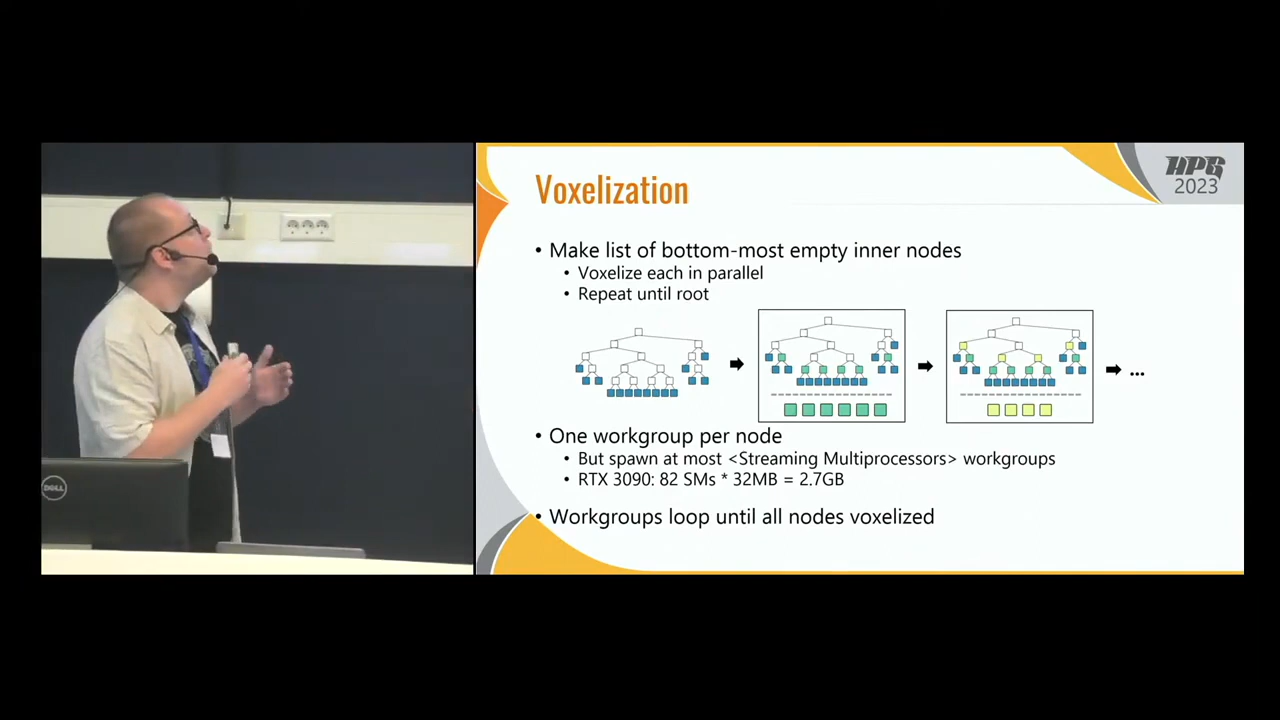 HPG
2023
Voxelization
• Make list of bottom-most empty inner nodes
• Voxelize each in parallel
• Repeat until root
...
• One workgroup per node
• But spawn at most <Streaming Multiprocessors> workgroups
• RTX 3090: 82 SMs * 32MB = 2.7GB
• Workgroups loop until all nodes voxelized
DELL